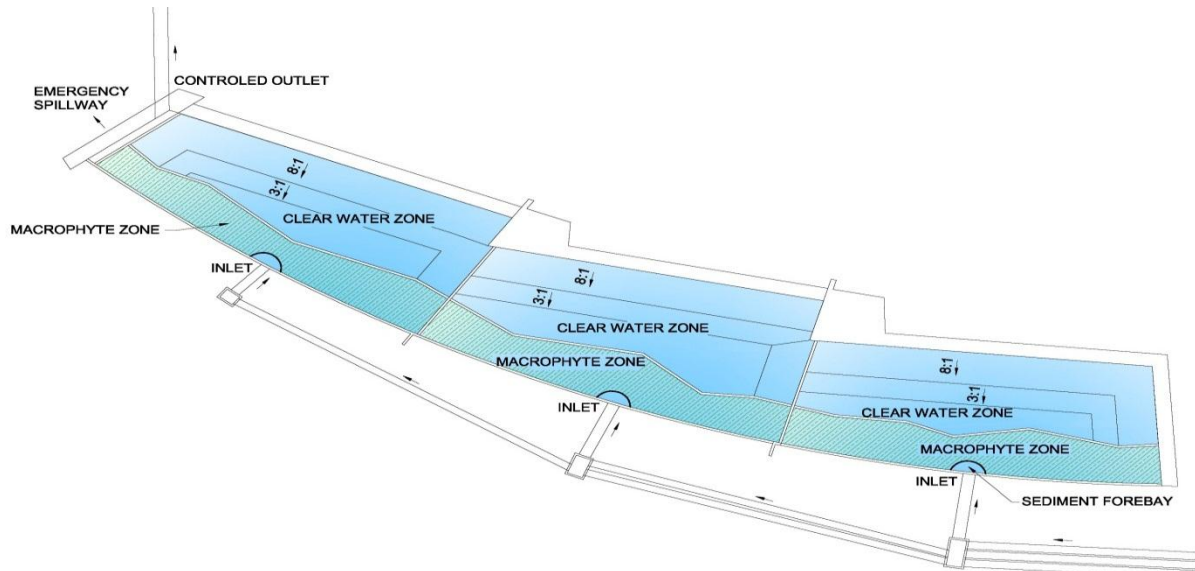 CONTROLED OUTLET
EMERGENCY
SPILLWAY
8:1
3:1
CLEAR WATER ZONE
MACROPHYTE ZONE
INLET
8:1
3:1
CLEAR WATER ZONE
MACROPHYTE ZONE
INLET
8:1
3:1
CLEAR WATER ZONE
MACROPHYTE ZONE
INLET
SEDIMENT FOREBAY